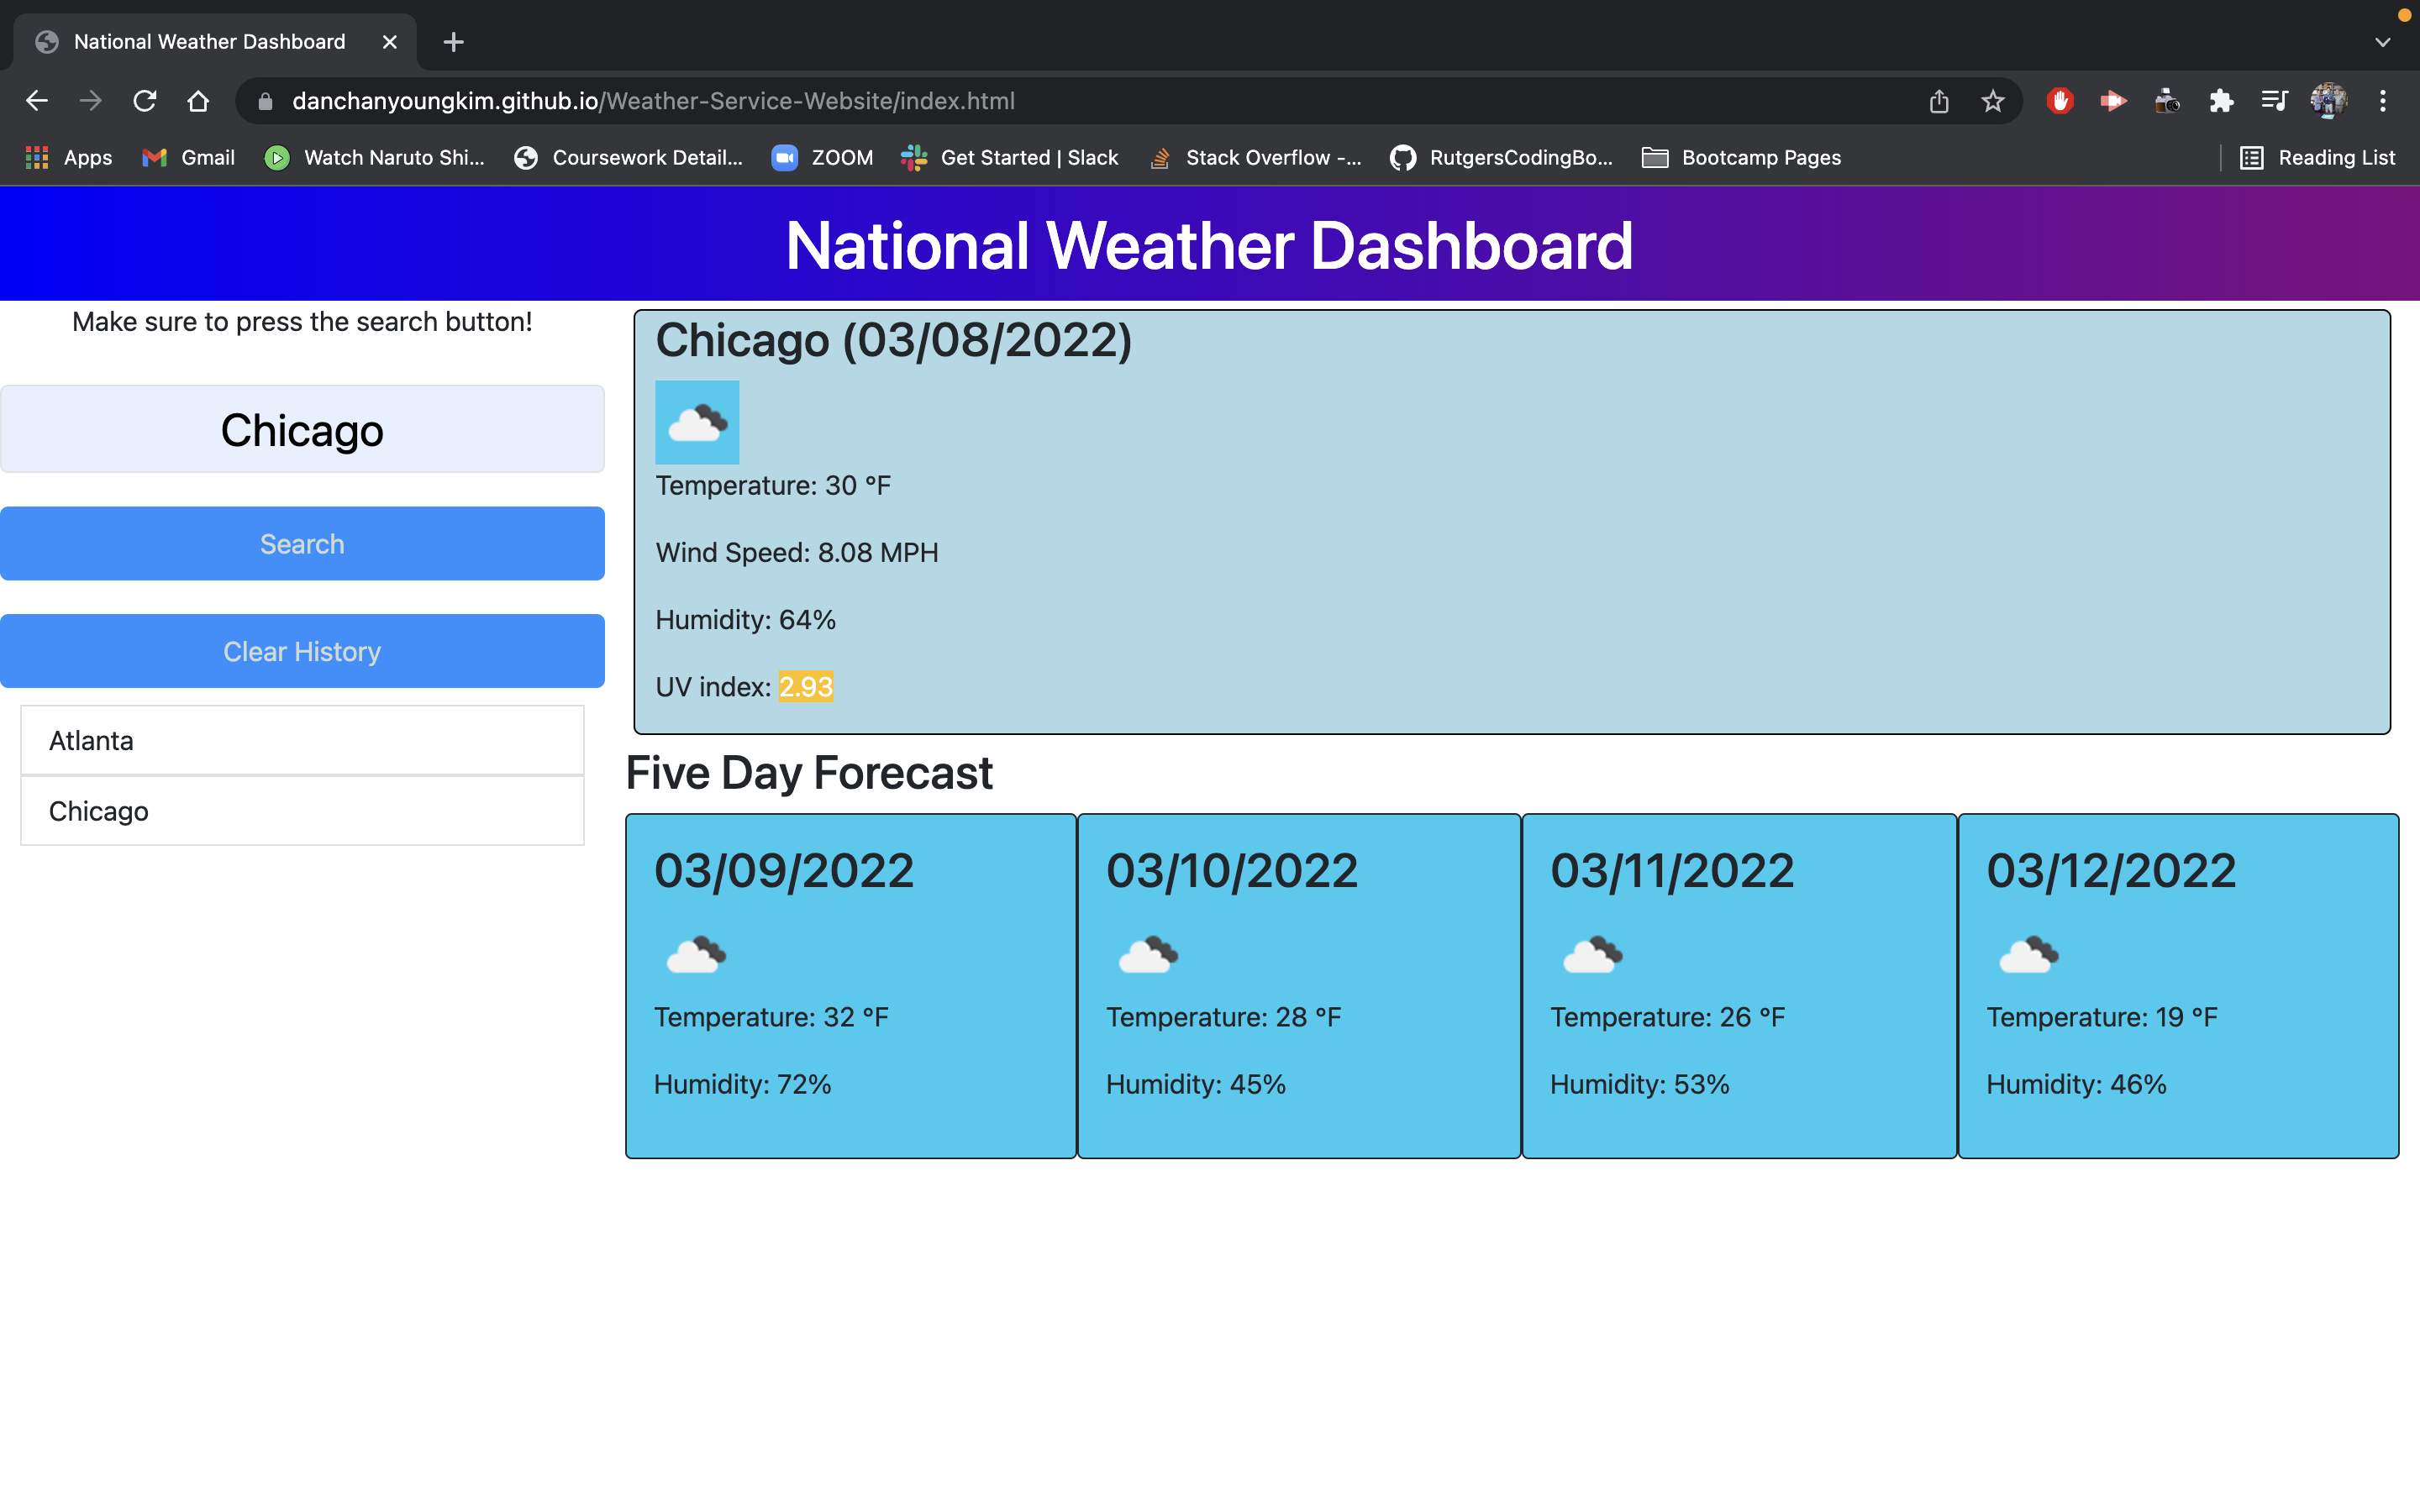 National Weather Dashboard
danchanyoungkim.github.io/Weather-Service-Website/index.html
Apps
Gmail
Watch Naruto Shi...
Coursework Detail...
ZOOM
Get Started | Slack
Stack Overflow -...
RutgersCodingBo...
Bootcamp Pages
Reading List
National Weather Dashboard
Make sure to press the search button!
Chicago
Search
Clear History
Atlanta
Chicago
Chicago (03/08/2022)
Temperature: 30 °F
Wind Speed: 8.08 MPH
Humidity: 64%
UV index: 2.93
Five Day Forecast
03/09/2022
Temperature: 32 °F
Humidity: 72%
03/10/2022
Temperature: 28 °F
Humidity: 45%
03/11/2022
Temperature: 26 °F
Humidity: 53%
03/12/2022
Temperature: 19 °F
Humidity: 46%